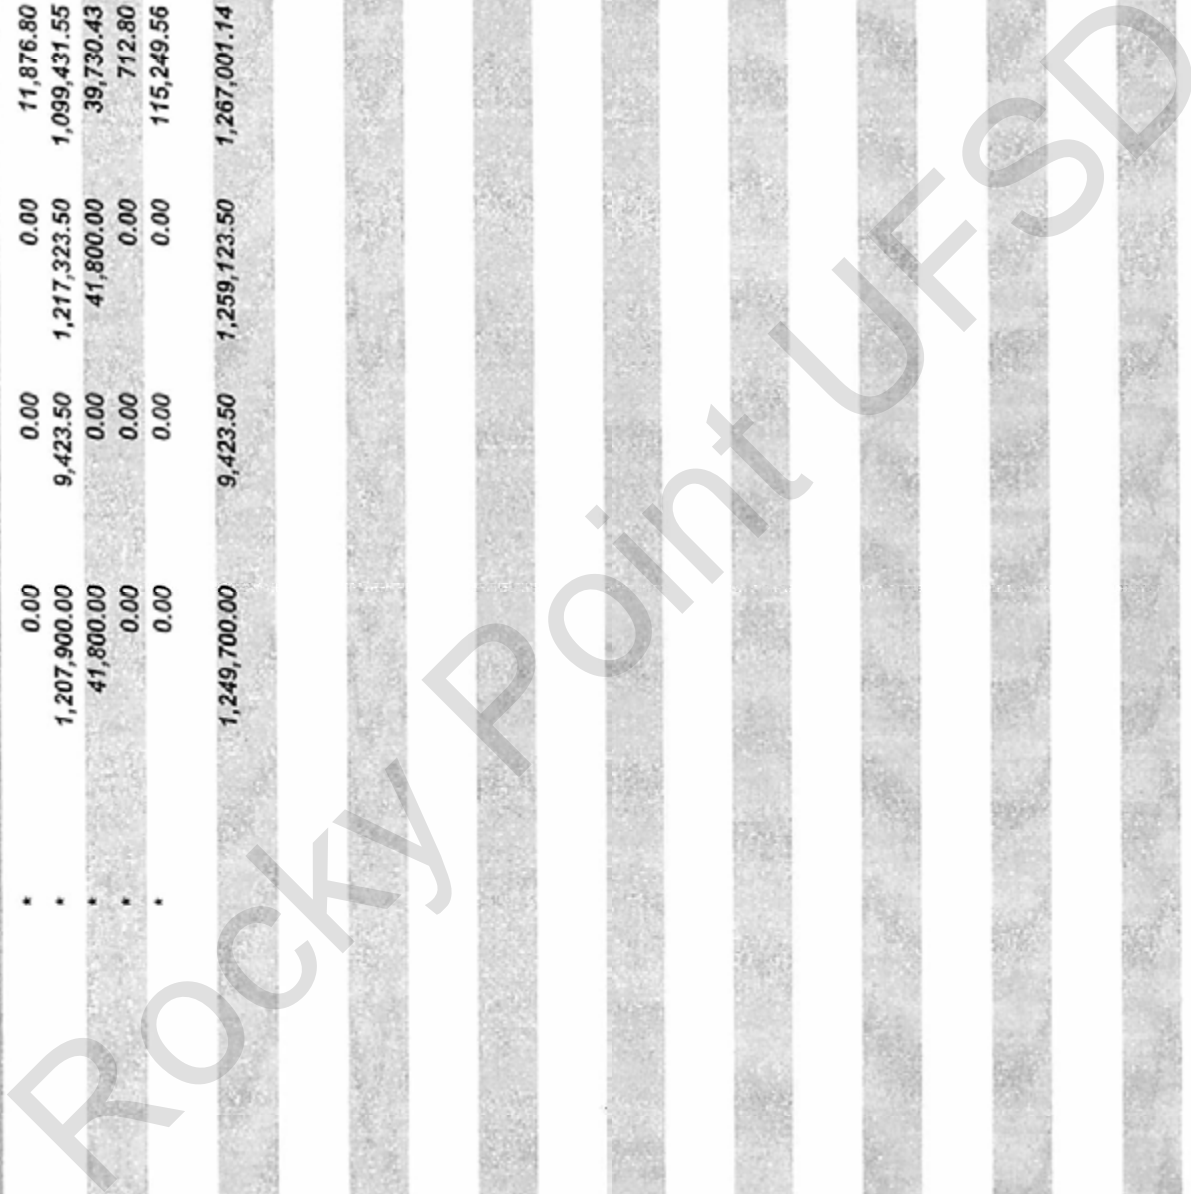 * 0.00 0.00 0.00 11,876.80
* 1,207,900.00 9,423.50 1,217,323.50 1,099,431.55
* 41,800.00 0.00 41,800.00 39,730.43
* 0.00 0.00 0.00 712.80
* 0.00 0.00 0.00 115,249.56
1,249,700.00 9,423.50 1,259,123.50 1,267,001.14
Rocky Point UFSD